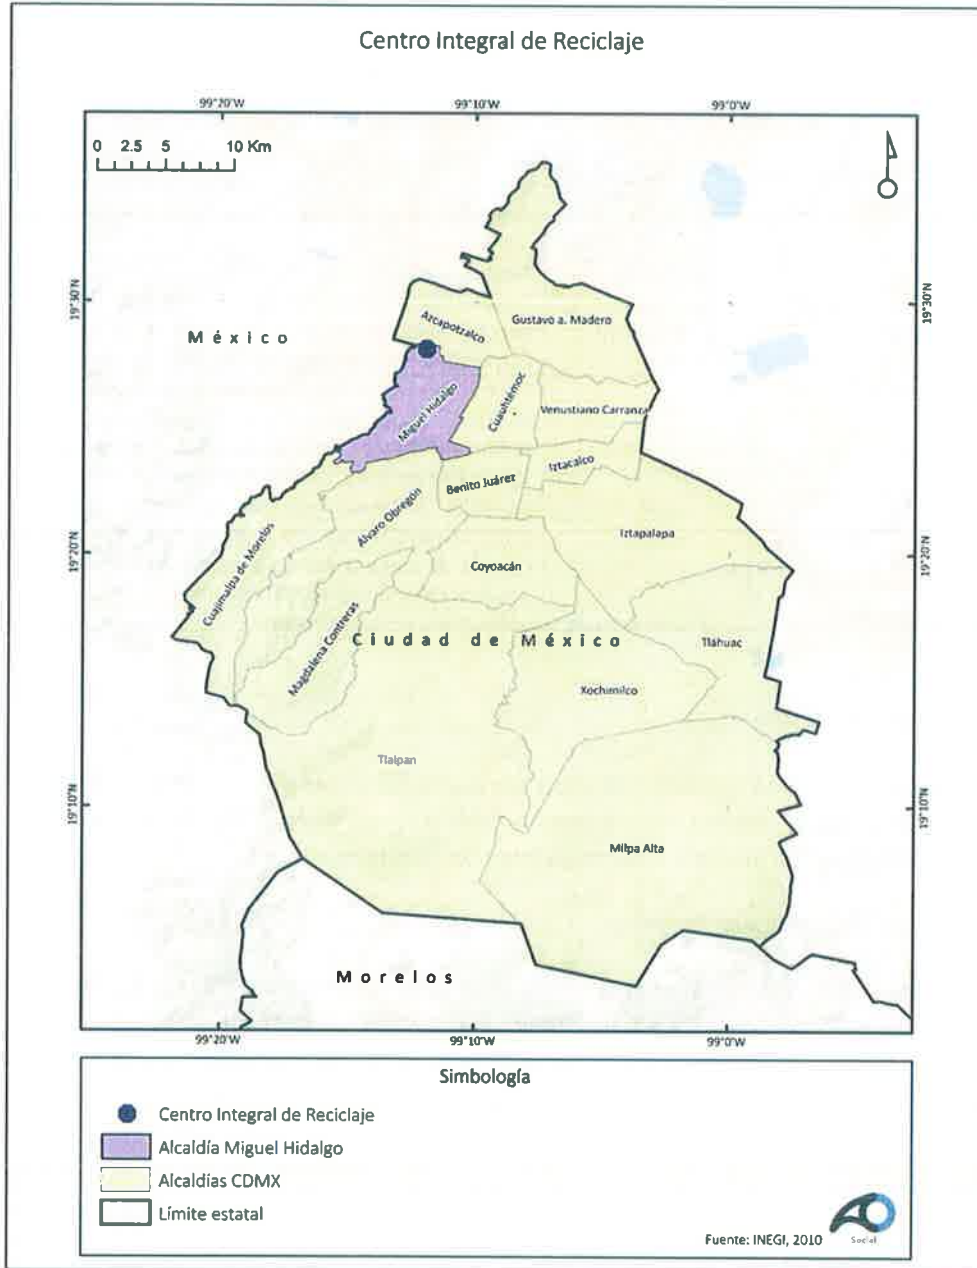 Centro Integral de Reciclaje
99°20'W 99°10'W 99°0'W
0 2.5 5 10 Km
19°30'N 19°30'N
México
Azcapotzalco
Gustavo a. Madero
Miguel Hidalgo
Cuauhtémoc
Venustiano Carranza
Iztacalco
Benito Juárez
Álvaro Obregón
Iztapalapa
19°20'N 19°20'N
Cuajimalpa de Morelos
Coyoacán
Magdalena Contreras
Ciudad de México
Tláhuac
Xochimilco
Tlalpan
19°10'N 19°10'N
Milpa Alta
Morelos
99°20'W 99°10'W 99°0'W
Simbología
Centro Integral de Reciclaje
Alcaldía Miguel Hidalgo
Alcaldías CDMX
Límite estatal
Fuente: INEGI, 2010
Social